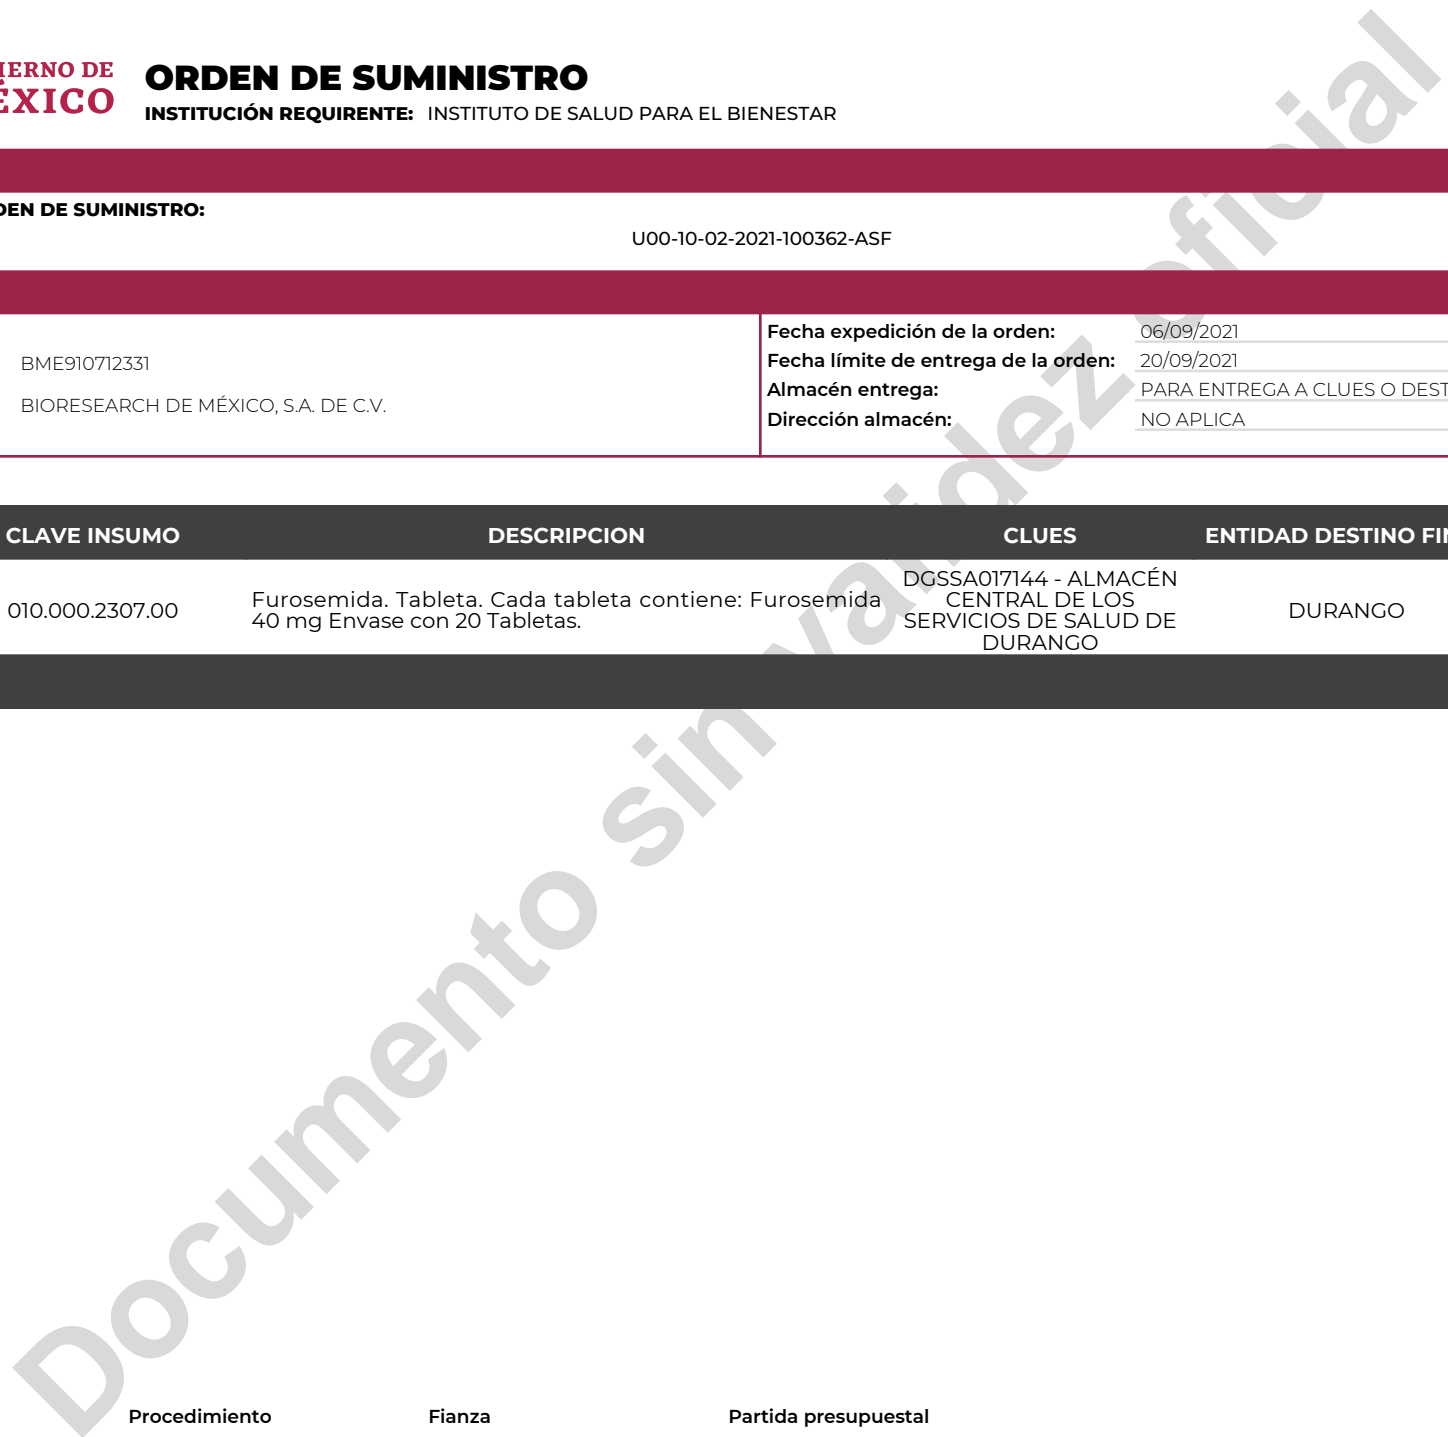 IERNO DE
ÉXICO
ORDEN DE SUMINISTRO
INSTITUCIÓN REQUIRENTE: INSTITUTO DE SALUD PARA EL BIENESTAR
DEN DE SUMINISTRO:
U00-10-02-2021-100362-ASF
BME910712331
BIORESEARCH DE MÉXICO, S.A. DE C.V.
Fecha expedición de la orden: 06/09/2021
Fecha límite de entrega de la orden: 20/09/2021
Almacén entrega: PARA ENTREGA A CLUES O DEST
Dirección almacén: NO APLICA
CLAVE INSUMO DESCRIPCION CLUES ENTIDAD DESTINO FIN
010.000.2307.00
Furosemida. Tableta. Cada tableta contiene: Furosemida
40 mg Envase con 20 Tabletas.
DGSSA017144 - ALMACÉN
CENTRAL DE LOS
SERVICIOS DE SALUD DE
DURANGO
DURANGO
Documento sin validez oficial
Procedimiento Fianza Partida presupuestal